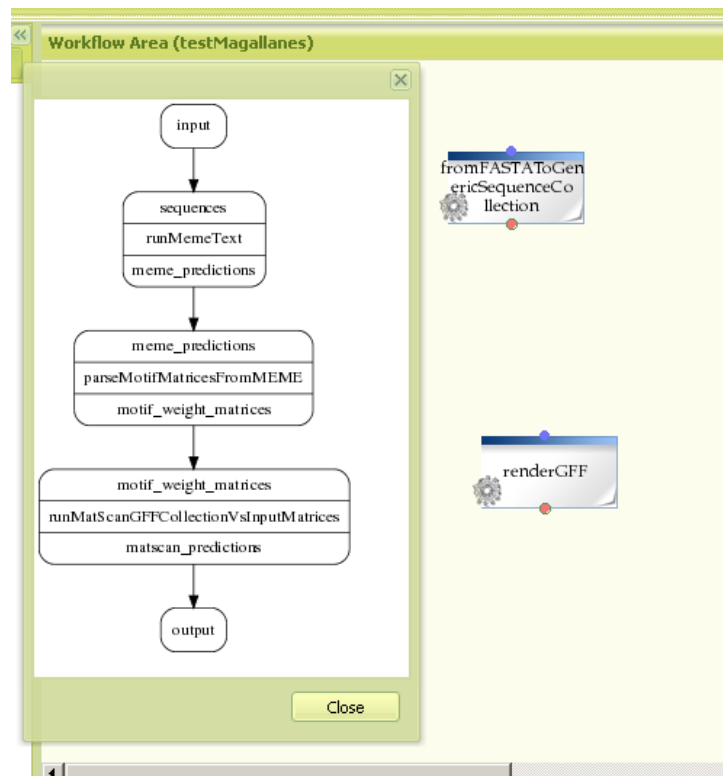 Workflow Area (testMagallanes)
input
sequences
runMemeText
meme_predictions
meme_predictions
parseMotifMatricesFromMEME
motif_weight_matrices
motif_weight_matrices
runMatScanGFFCollectionVsInputMatrices
matscan_predictions
output
Close
fromFASTAToGen
ericSequenceCo
llection
renderGFF